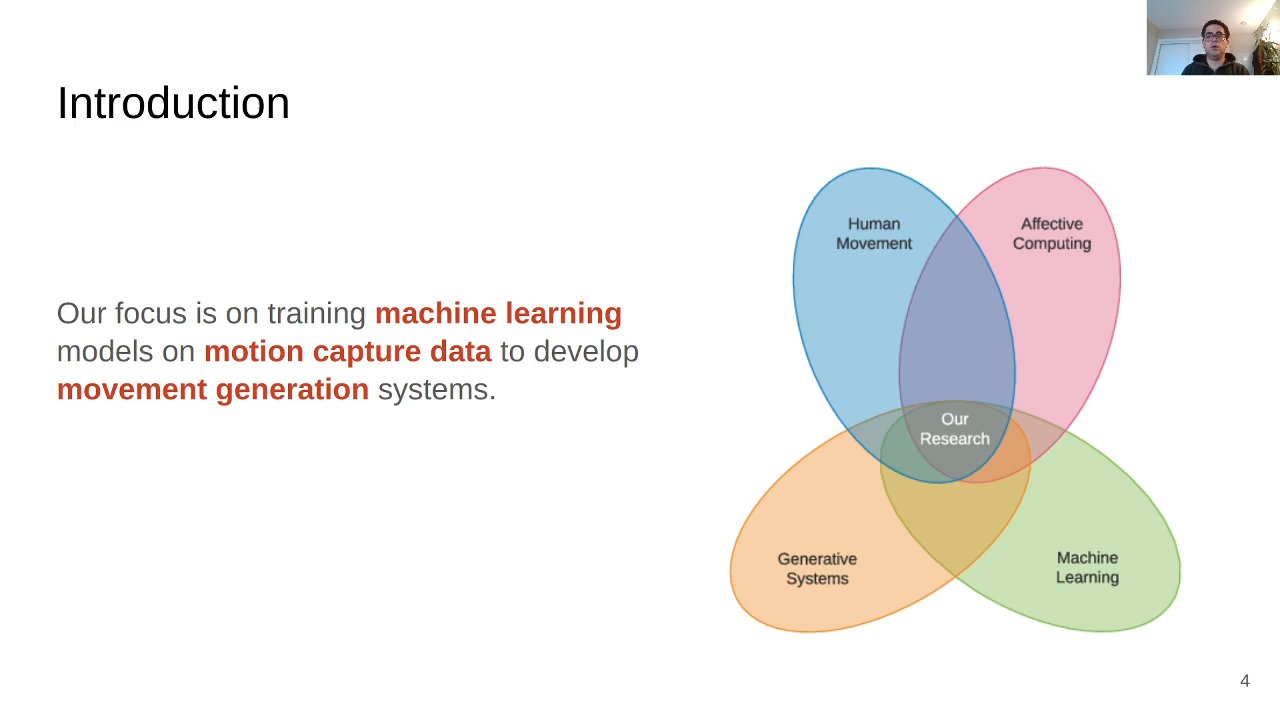 Introduction
Our focus is on training machine learning
models on motion capture data to develop
movement generation systems.
Human
Movement
Affective
Computing
Our
Research
Generative
Systems
Machine
Learning
4